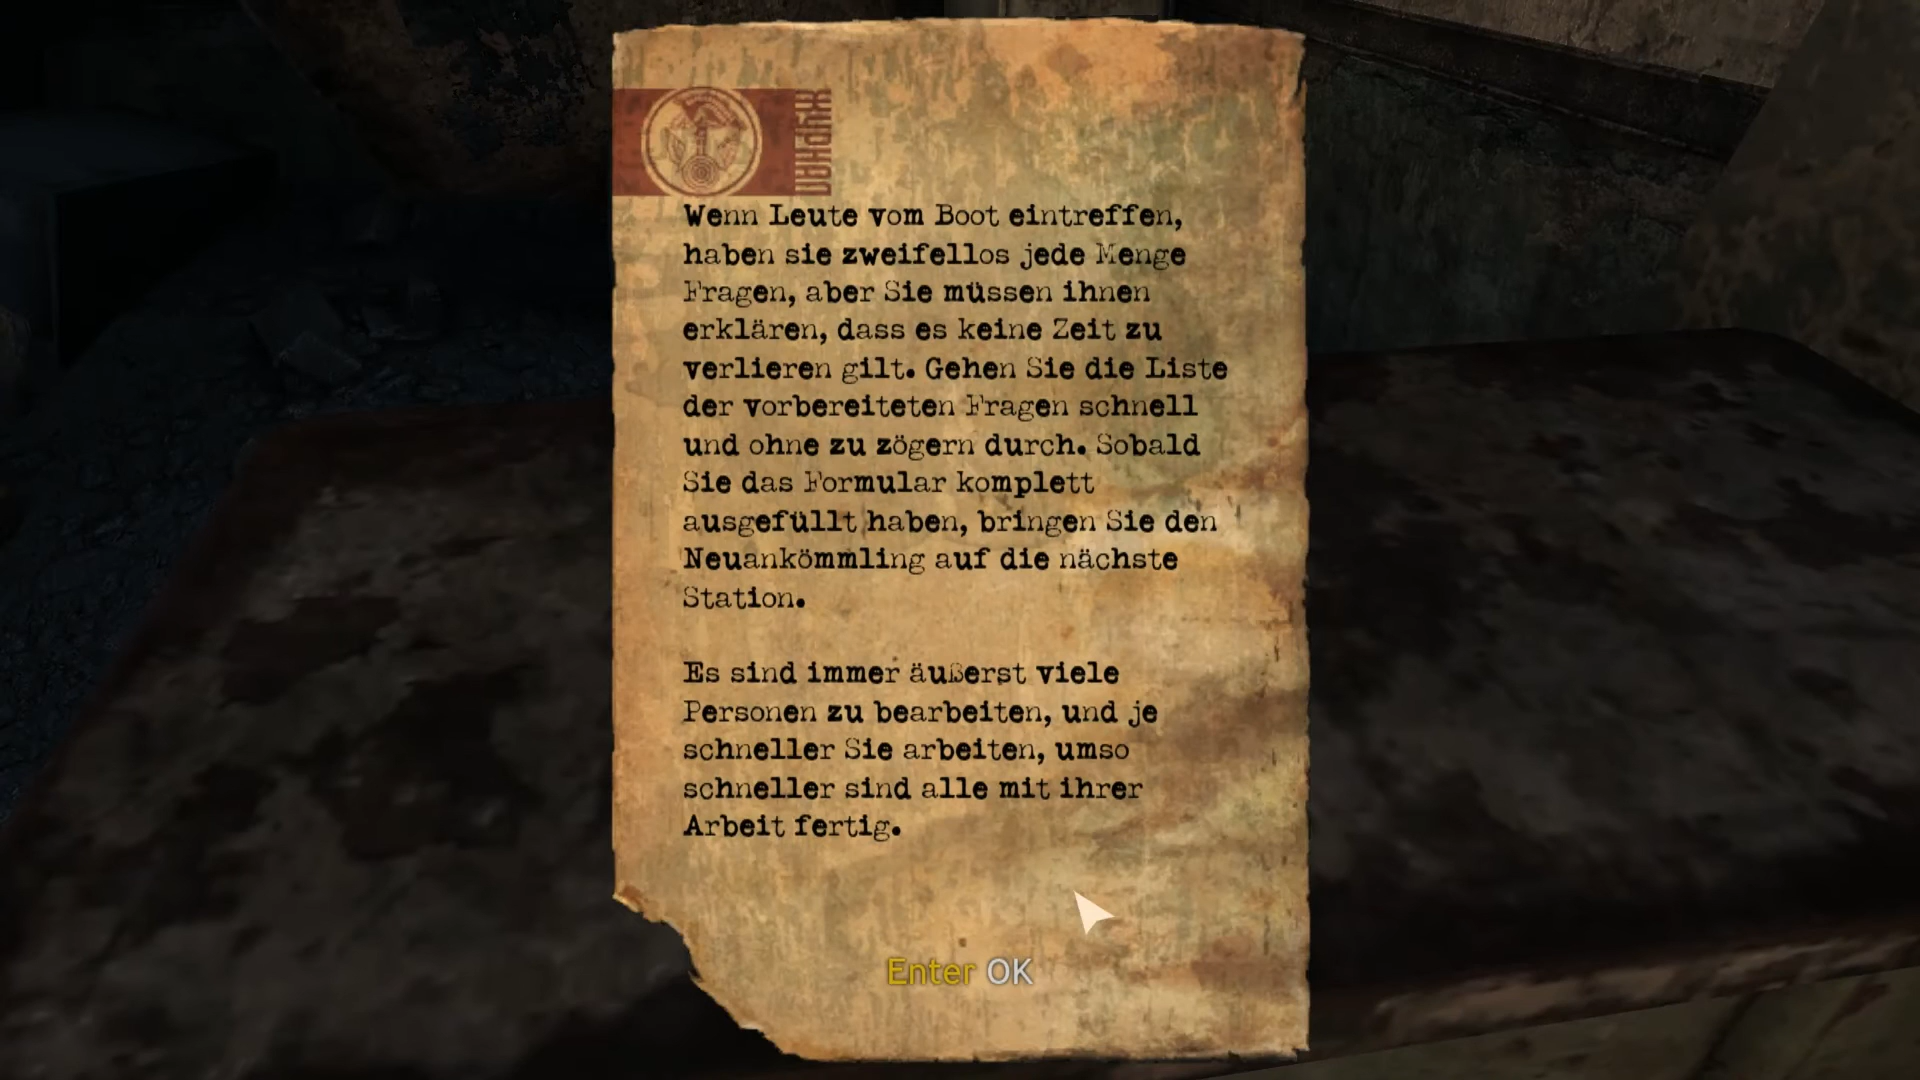 Wenn Leute vom Boot eintreffen,
haben sie zweifellos jede Menge
Fragen, aber Sie müssen ihnen
erklären, dass es keine Zeit zu
verlieren gilt. Gehen Sie die Liste
der vorbereiteten Fragen schnell
und ohne zu zögern durch. Sobald
Sie das Formular komplett
ausgefüllt haben, bringen Sie den
Neuankömmling auf die nächste
Station.
Es sind immer äußerst viele
Personen zu bearbeiten, und je
schneller Sie arbeiten, umso
schneller sind alle mit ihrer
Arbeit fertig.
Enter OK